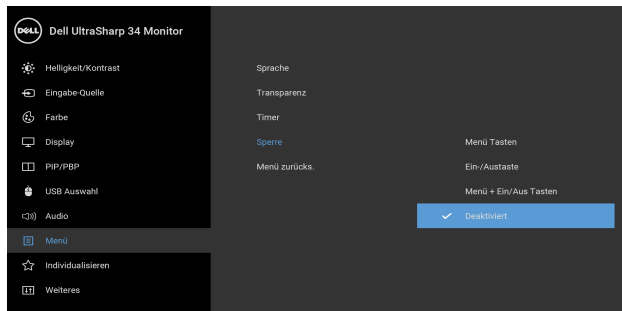 DELL Dell UltraSharp 34 Monitor
Helligkeit/Kontrast
Eingabe-Quelle
Farbe
Display
PIP/PBP
USB Auswahl
Audio
Menü
Individualisieren
Weiteres
Sprache
Transparenz
Timer
Sperre
Menü zurücks.
Menü Tasten
Ein-/Austaste
Menü + Ein/Aus Tasten
Deaktiviert